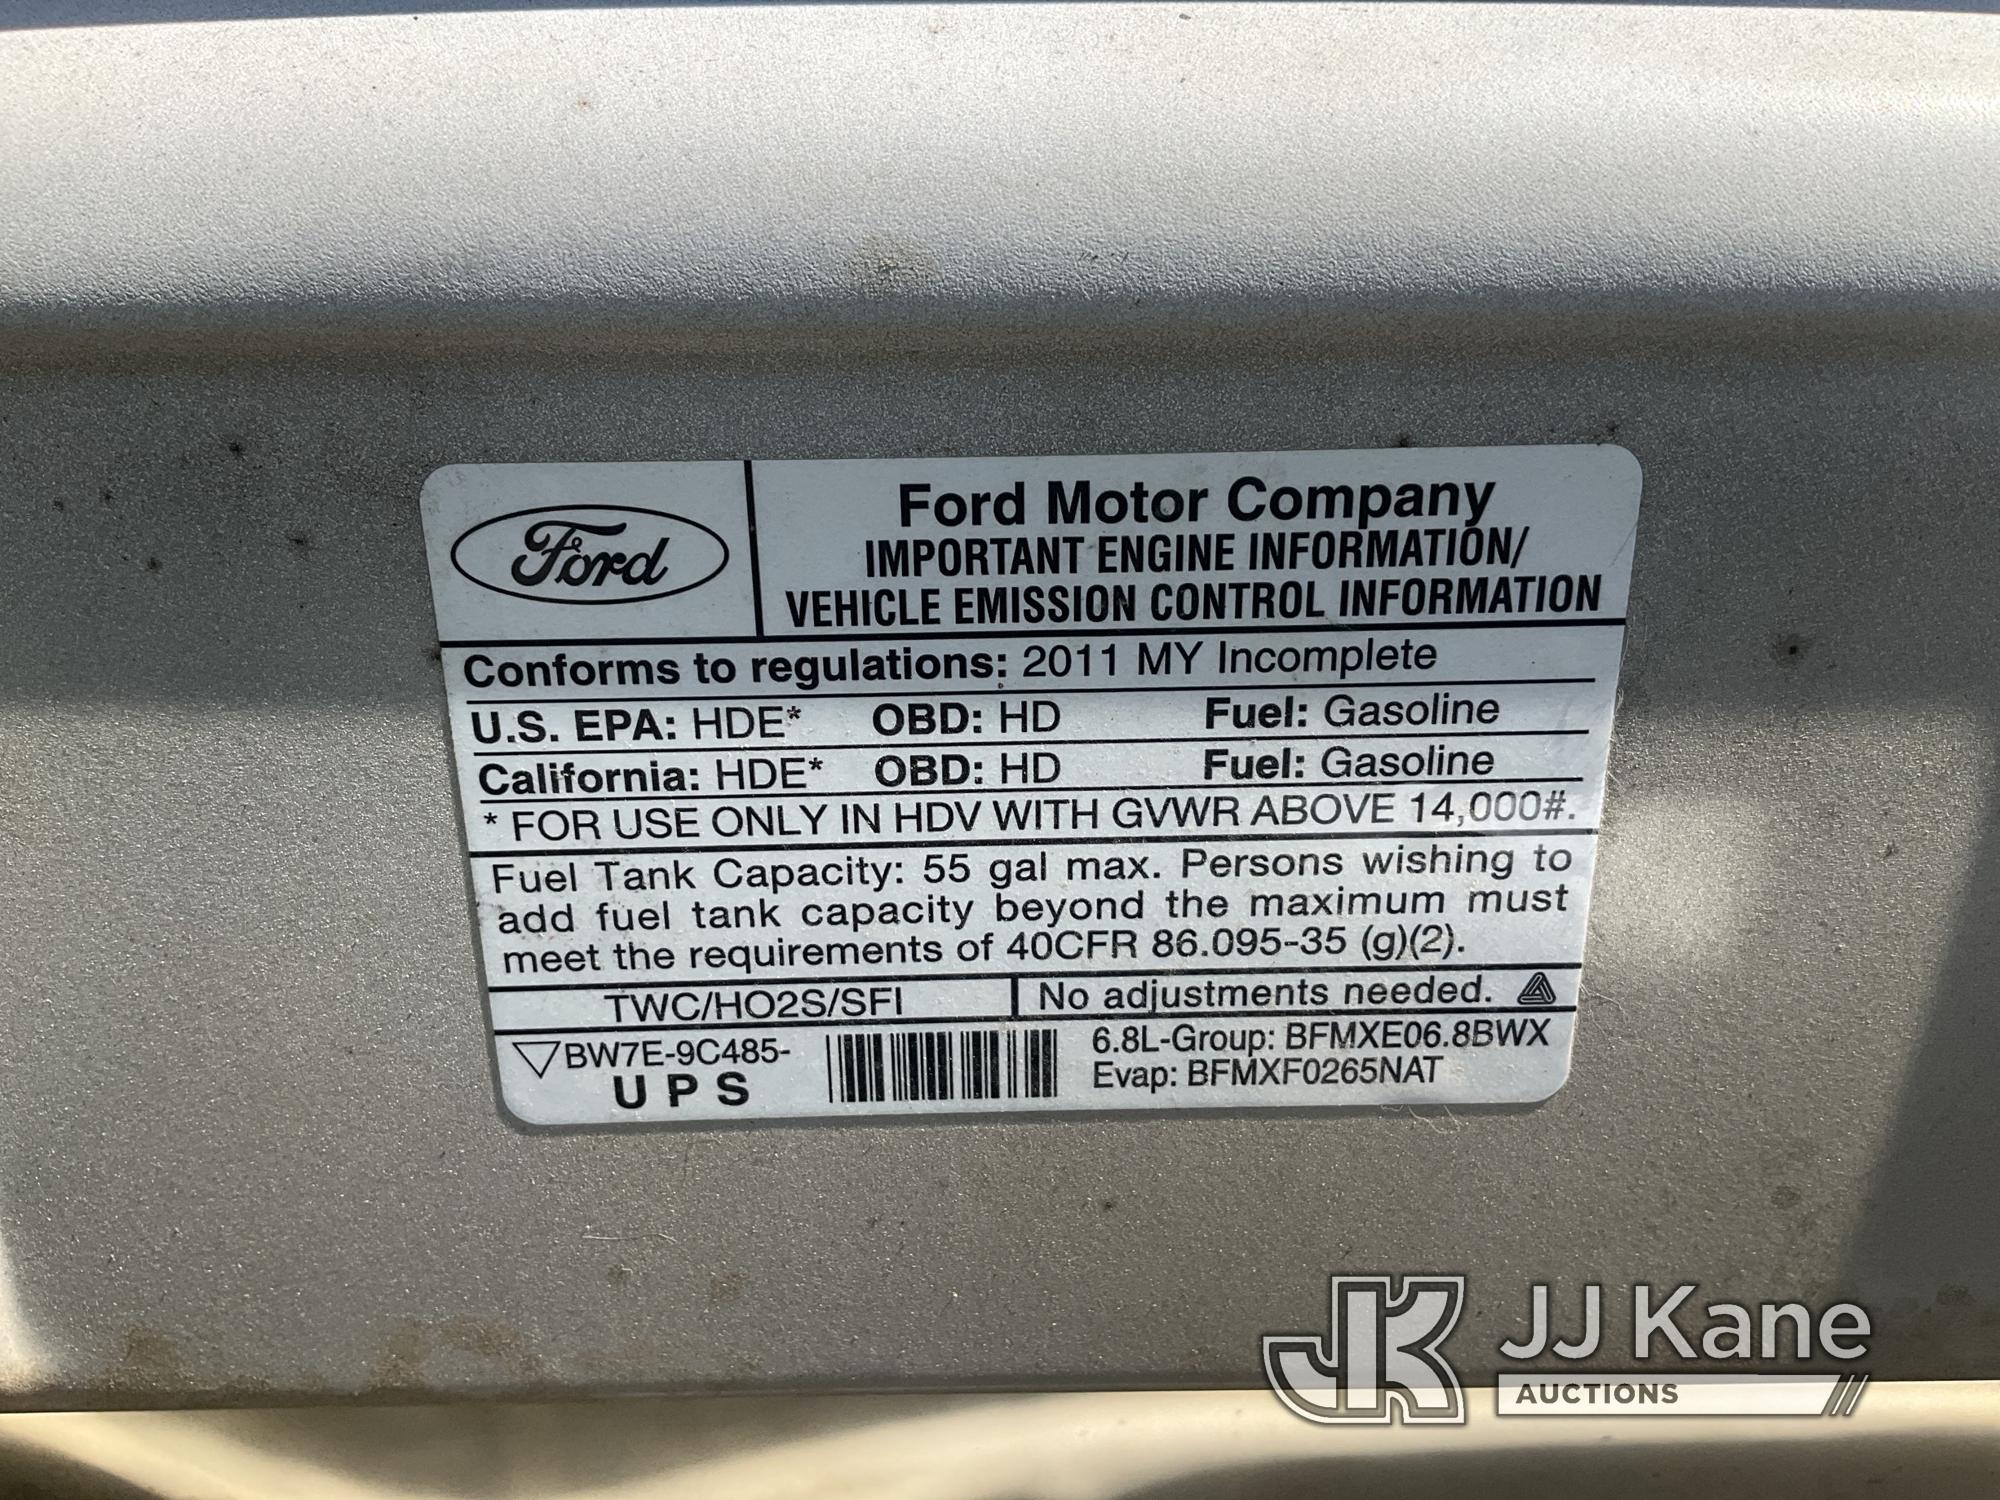 Ford
Ford Motor Company
IMPORTANT ENGINE INFORMATION/
VEHICLE EMISSION CONTROL INFORMATION
Conforms to regulations: 2011 MY Incomplete
U.S. EPA: HDE* OBD: HD Fuel: Gasoline
California: HDE* OBD: HD Fuel: Gasoline
* FOR USE ONLY IN HDV WITH GVWR ABOVE 14,000#.
Fuel Tank Capacity: 55 gal max. Persons wishing to
add fuel tank capacity beyond the maximum must
meet the requirements of 40CFR 86.095-35 (g)(2).
TWC/HO2S/SFI No adjustments needed.
BW7E-9C485-
UPS
6.8L-Group: BFMXE06.8BWX
Evap: BFMXF0265NAT
JK
JJ Kane
AUCTIONS